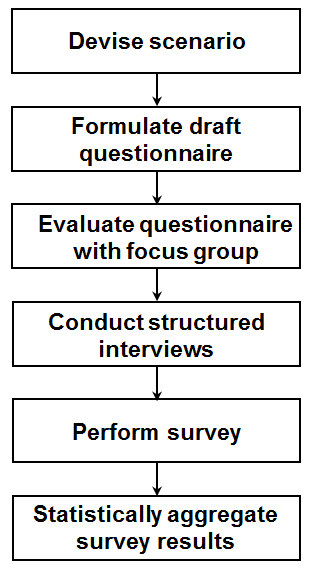 Devise scenario
Formulate draft
questionnaire
Evaluate questionnaire
with focus group
Conduct structured
interviews
Perform survey
Statistically aggregate
survey results